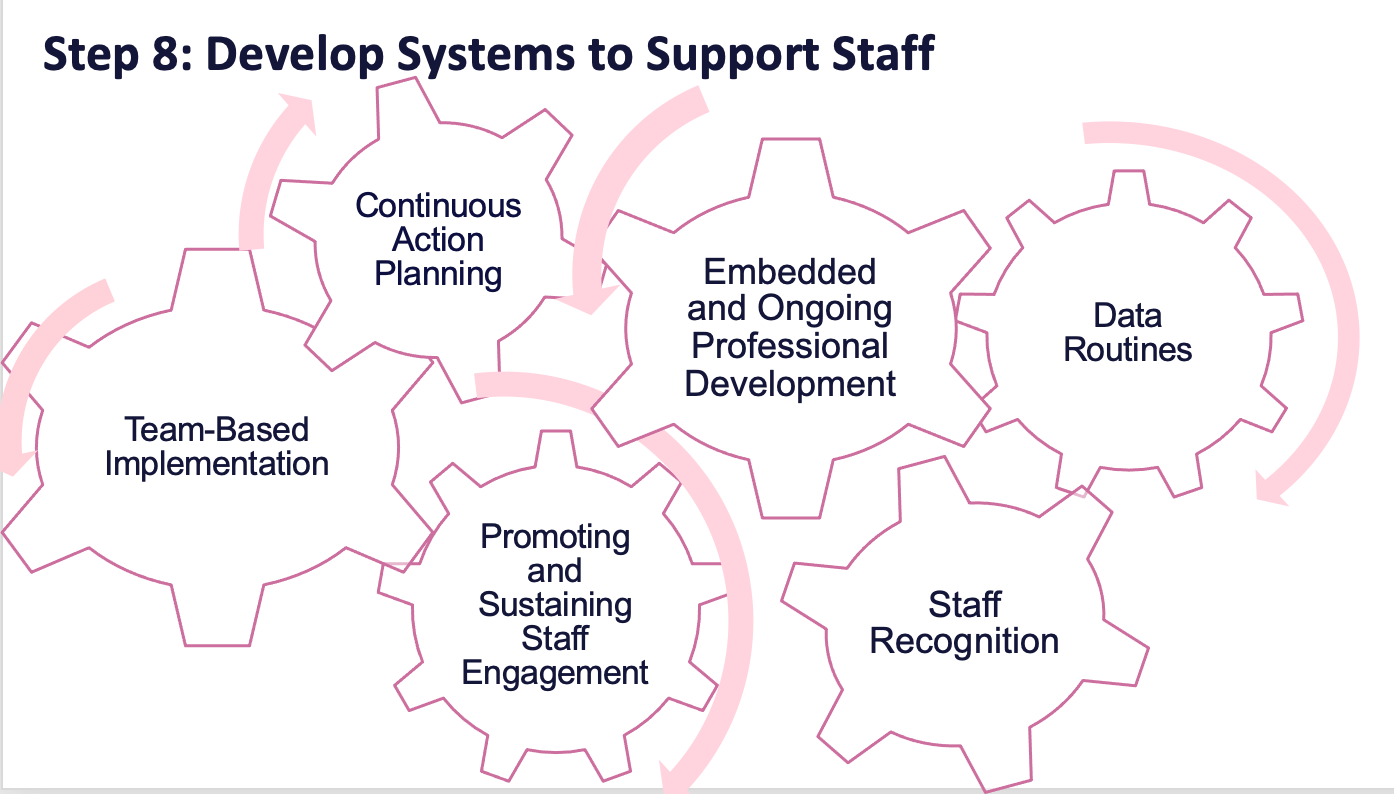 Step 8: Develop Systems to Support Staff
Continuous
Action
Planning
Embedded
and Ongoing
Professional
Development
Data
Routines
Team-Based
Implementation
Promoting
and
Sustaining
Staff
Engagement
Staff
Recognition